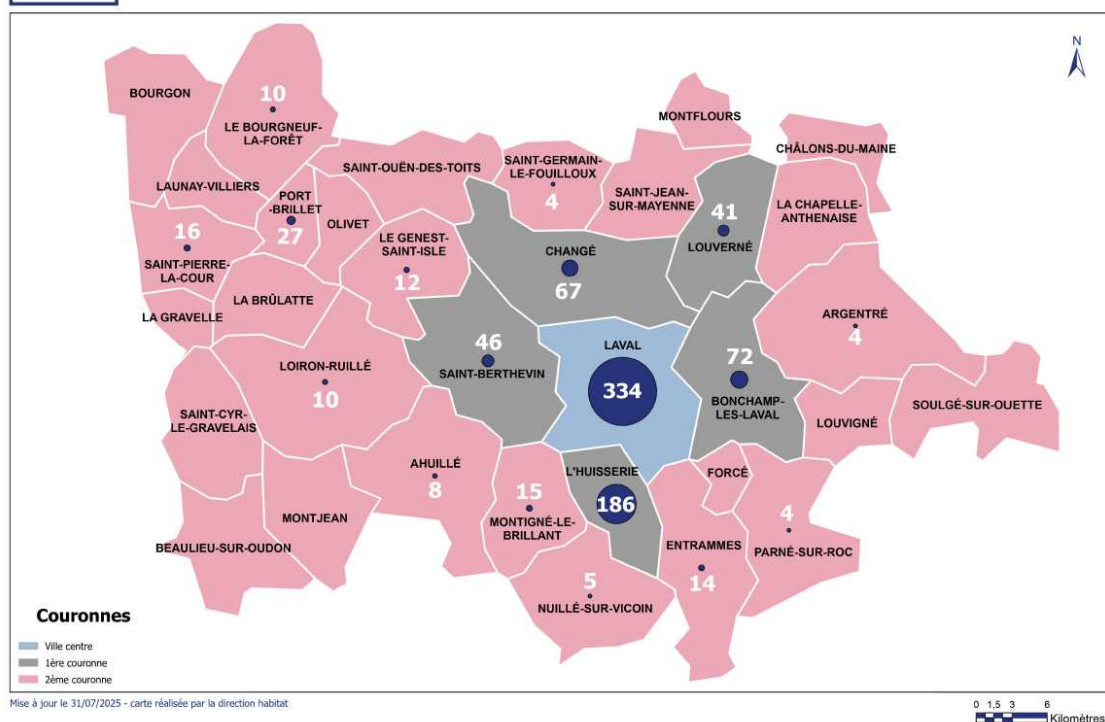 N
BOURGON
10
LE BOURGNEUF-
LA-FORÊT
MONTFLOURS
CHÂLONS-DU-MAINE
SAINT-OUËN-DES-TOITS
SAINT-GERMAIN-
LE-FOUILLOUX
4
SAINT-JEAN-
SUR-MAYENNE
LAUNAY-VILLIERS
PORT
-BRILLET
27
OLIVET
LA CHAPELLE-
ANTHENAISE
41
LOUVERNÉ
16
SAINT-PIERRE-
LA-COUR
LE GENEST-
SAINT-ISLE
12
CHANGÉ
67
LA BRÛLATTE
LA GRAVELLE
ARGENTRÉ
4
46
SAINT-BERTHEVIN
LAVAL
334
72
BONCHAMP-
LES-LAVAL
LOIRON-RUILLÉ
10
SAINT-CYR-
LE-GRAVELAIS
LOUVIGNÉ
SOULGÉ-SUR-OUETTE
AHUILLÉ
8
L'HUISSERIE
186
FORCÉ
15
MONTIGNÉ-LE-
BRILLANT
4
PARNÉ-SUR-ROC
MONTJEAN
BEAULIEU-SUR-OUDON
ENTRAMMES
14
5
NUILLÉ-SUR-VICOIN
Couronnes
Ville centre
1ère couronne
2ème couronne
Mise à jour le 31/07/2025 - carte réalisée par la direction habitat
0 1,5 3 6
Kilomètres